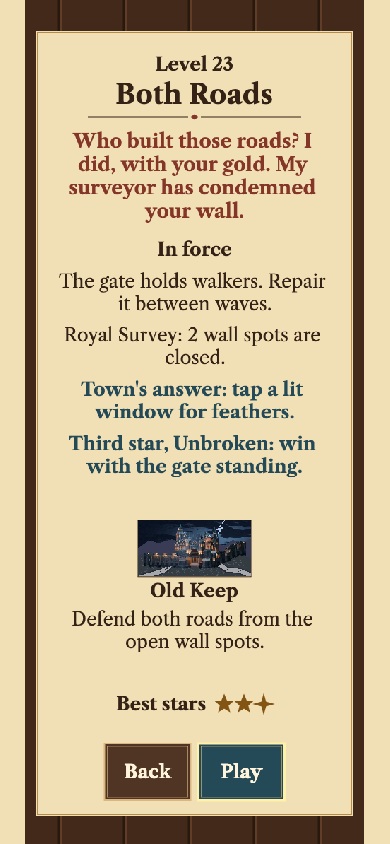 Level 23
Both Roads
Who built those roads? I
did, with your gold. My
surveyor has condemned
your wall.
In force
The gate holds walkers. Repair
it between waves.
Royal Survey: 2 wall spots are
closed.
Town's answer: tap a lit
window for feathers.
Third star, Unbroken: win
with the gate standing.
Old Keep
Defend both roads from the
open wall spots.
Best stars
Back Play